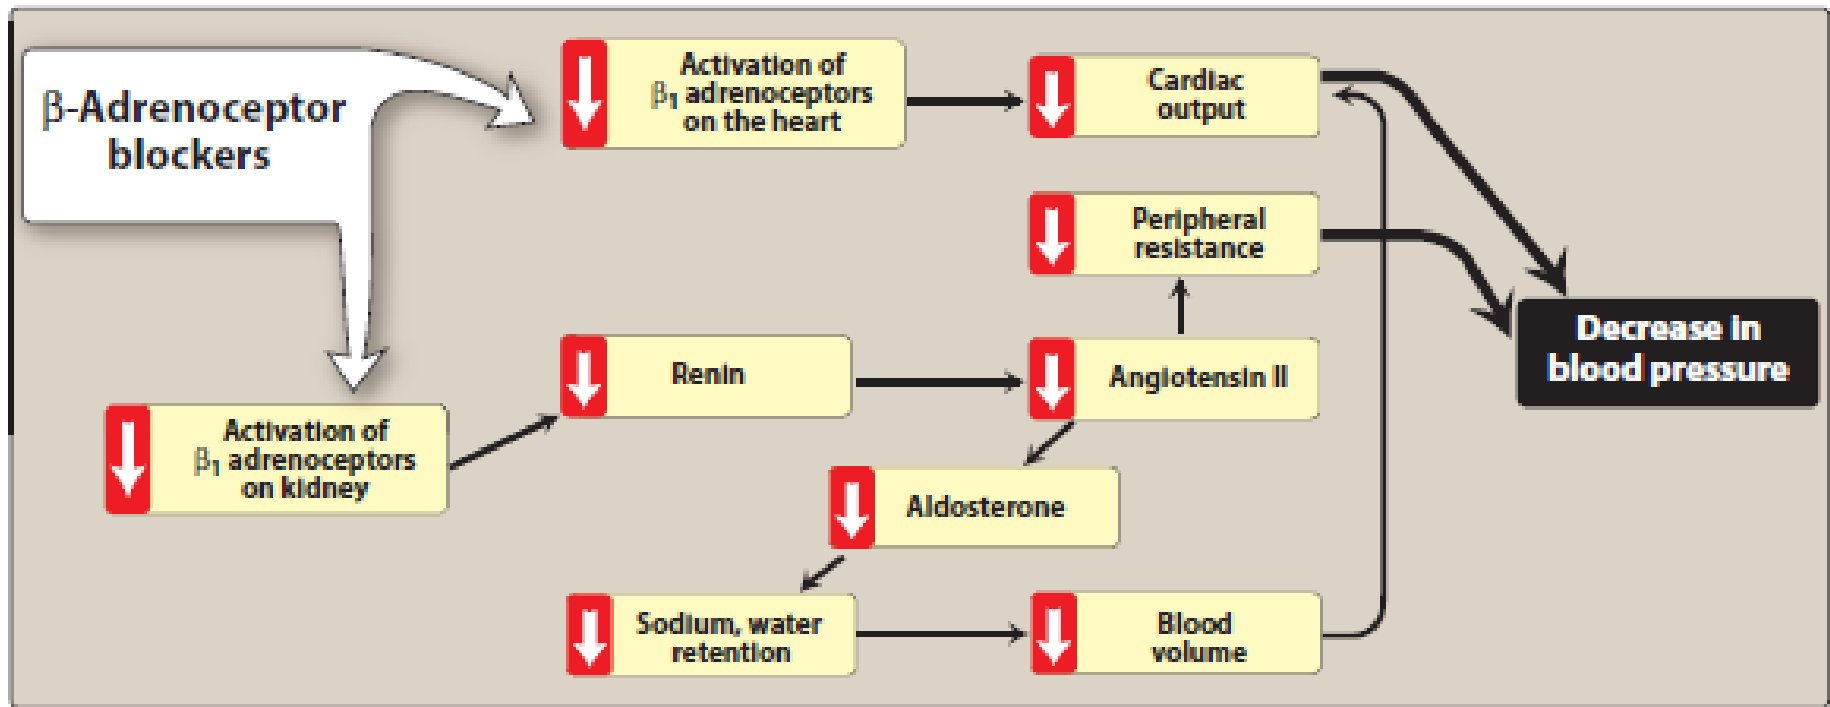 β-Adrenoceptor
blockers
Activation of
β₁ adrenoceptors
on the heart
Cardiac
output
Peripheral
resistance
Decrease in
blood pressure
Renin
Angiotensin II
Activation of
β₁ adrenoceptors
on kidney
Aldosterone
Sodium, water
retention
Blood
volume